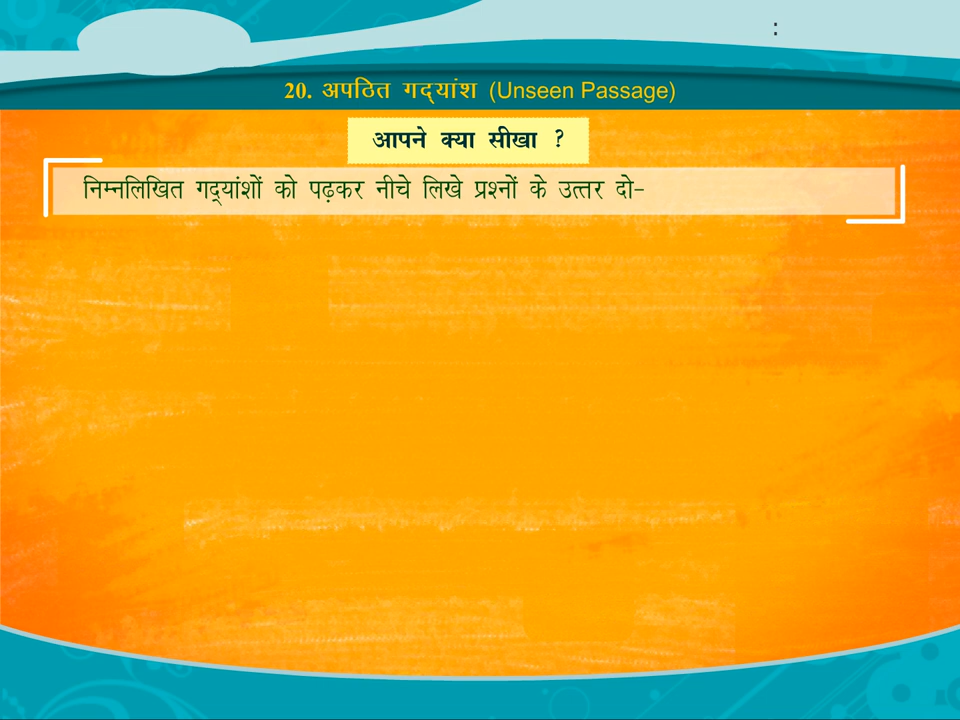 :
20. अपठित गद्‌यांश (Unseen Passage)
आपने क्या सीखा ?
निम्नलिखित गद्‌यांशों को पढ़कर नीचे लिखे प्रश्नों के उत्तर दो-